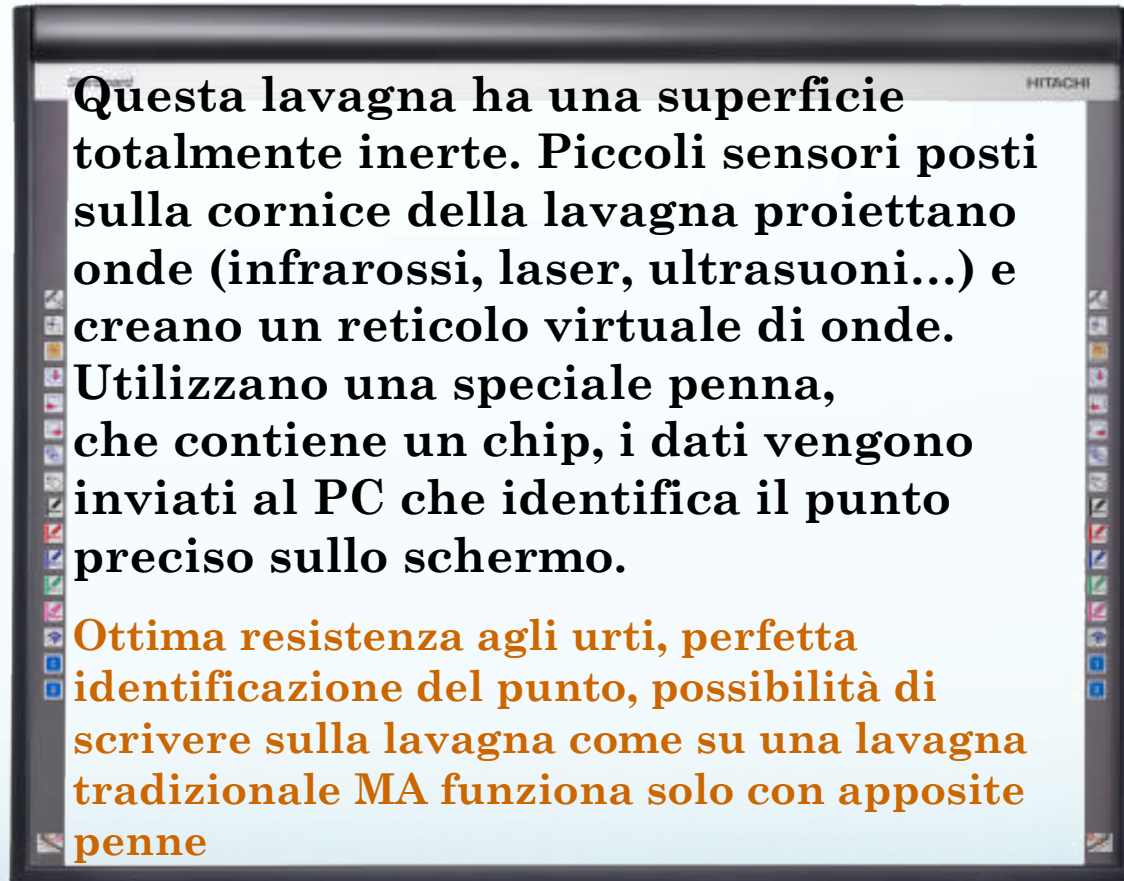 HITACHI
Questa lavagna ha una superficie
totalmente inerte. Piccoli sensori posti
sulla cornice della lavagna proiettano
onde (infrarossi, laser, ultrasuoni…) e
creano un reticolo virtuale di onde.
Utilizzano una speciale penna,
che contiene un chip, i dati vengono
inviati al PC che identifica il punto
preciso sullo schermo.
Ottima resistenza agli urti, perfetta
identificazione del punto, possibilità di
scrivere sulla lavagna come su una lavagna
tradizionale MA funziona solo con apposite
penne